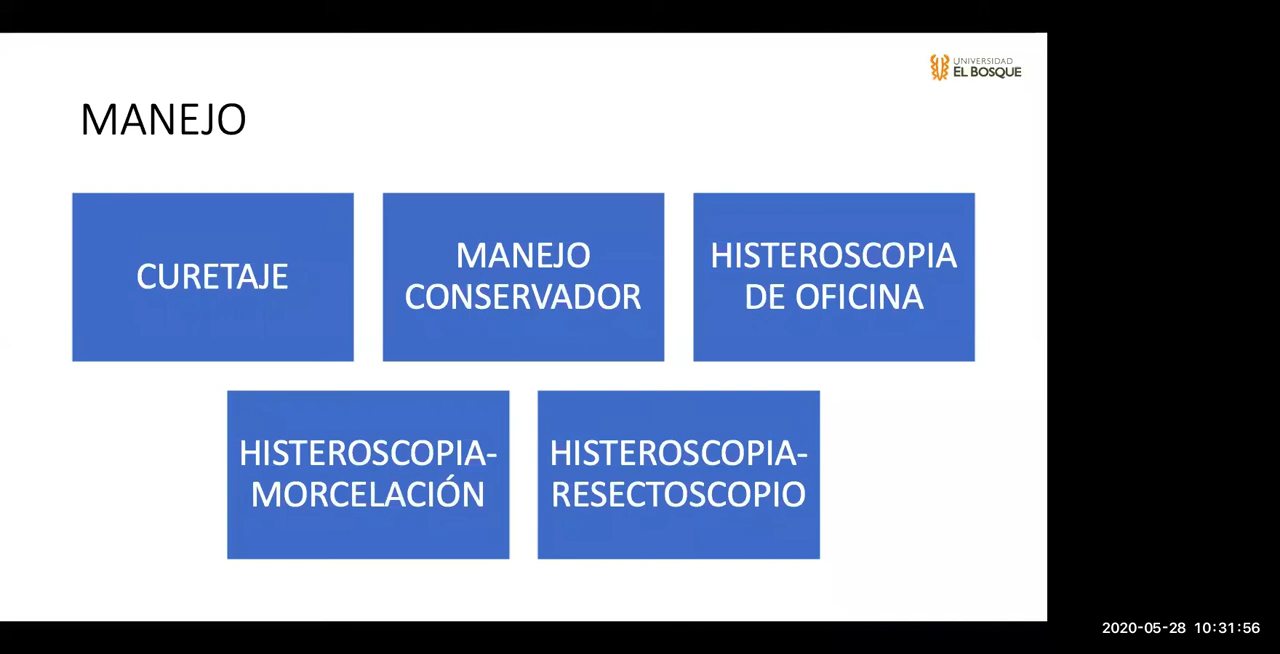 UNIVERSIDAD
EL BOSQUE
MANEJO
CURETAJE
MANEJO
CONSERVADOR
HISTEROSCOPIA
DE OFICINA
HISTEROSCOPIA-
MORCELACIÓN
HISTEROSCOPIA-
RESECTOSCOPIO
2020-05-28 10:31:56